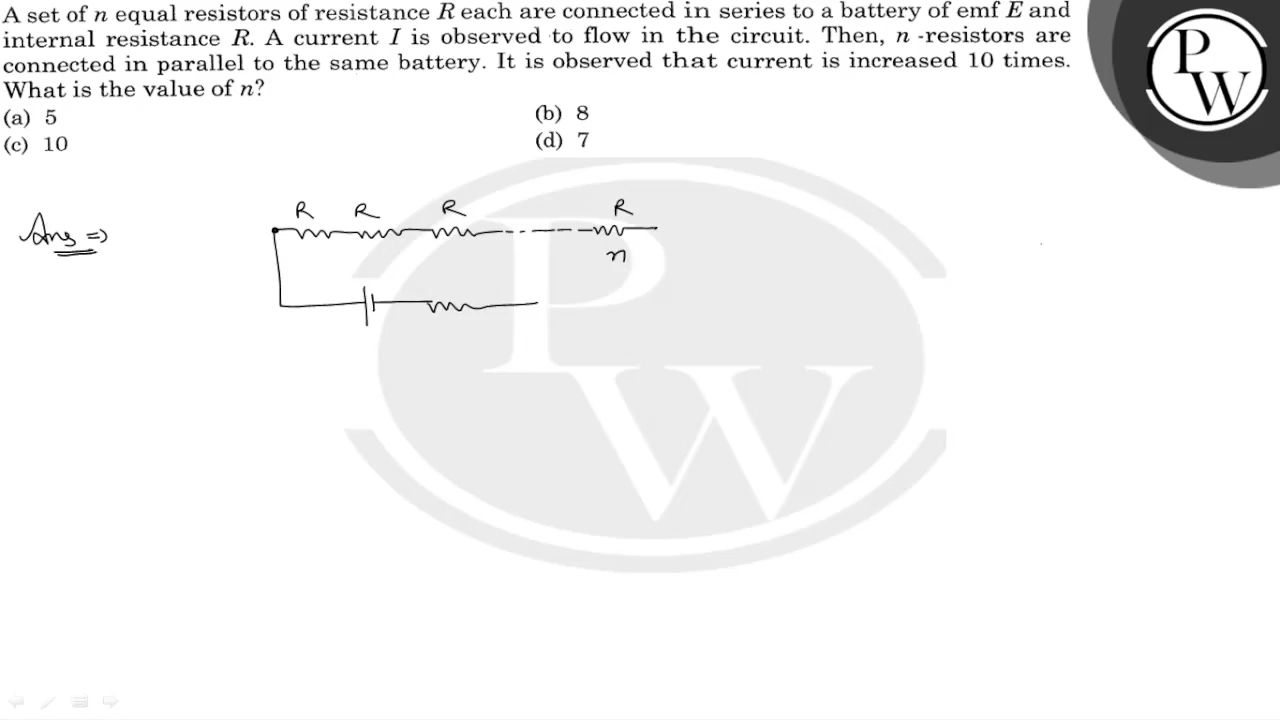 A set of n equal resistors of resistance R each are connected in series to a battery of emf E and
internal resistance R. A current I is observed to flow in the circuit. Then, n -resistors are
connected in parallel to the same battery. It is observed that current is increased 10 times.
What is the value of n?
(a) 5 (b) 8
(c) 10 (d) 7
PW
R R R R
Ans ⇒
n
PW